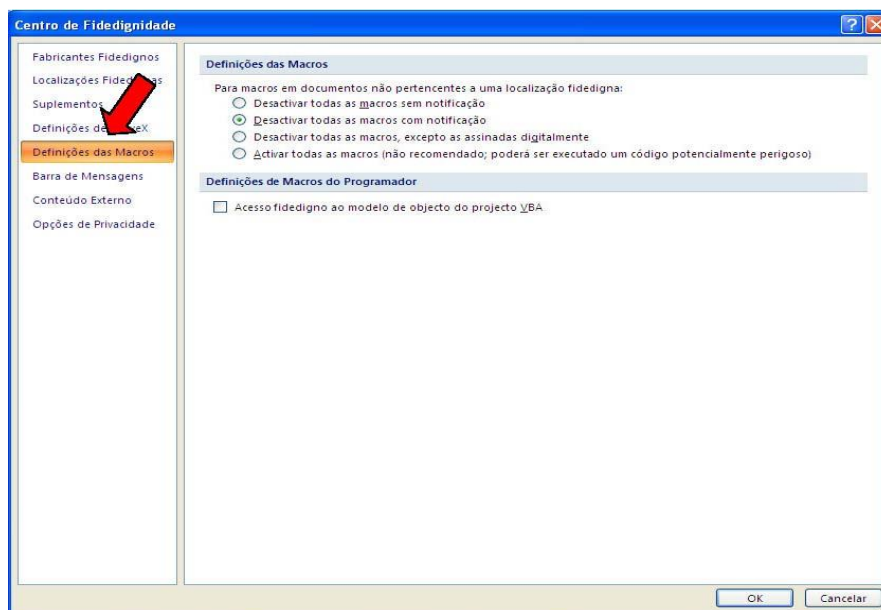 Centro de Fidedignidade
Fabricantes Fidedignos
Localizações
Suplementos
Definições
Definições das Macros
Barra de Mensagens
Conteúdo Externo
Opções de Privacidade
Definições das Macros
Para macros em documentos não pertencentes a uma localização fidedigna:
Desactivar todas as macros sem notificação
Desactivar todas as macros com notificação
Desactivar todas as macros, excepto as assinadas digitalmente
Activar todas as macros (não recomendado; poderá ser executado um código potencialmente perigoso)
Definições de Macros do Programador
Acesso fidedigno ao modelo de objecto do projecto VBA
OK Cancelar